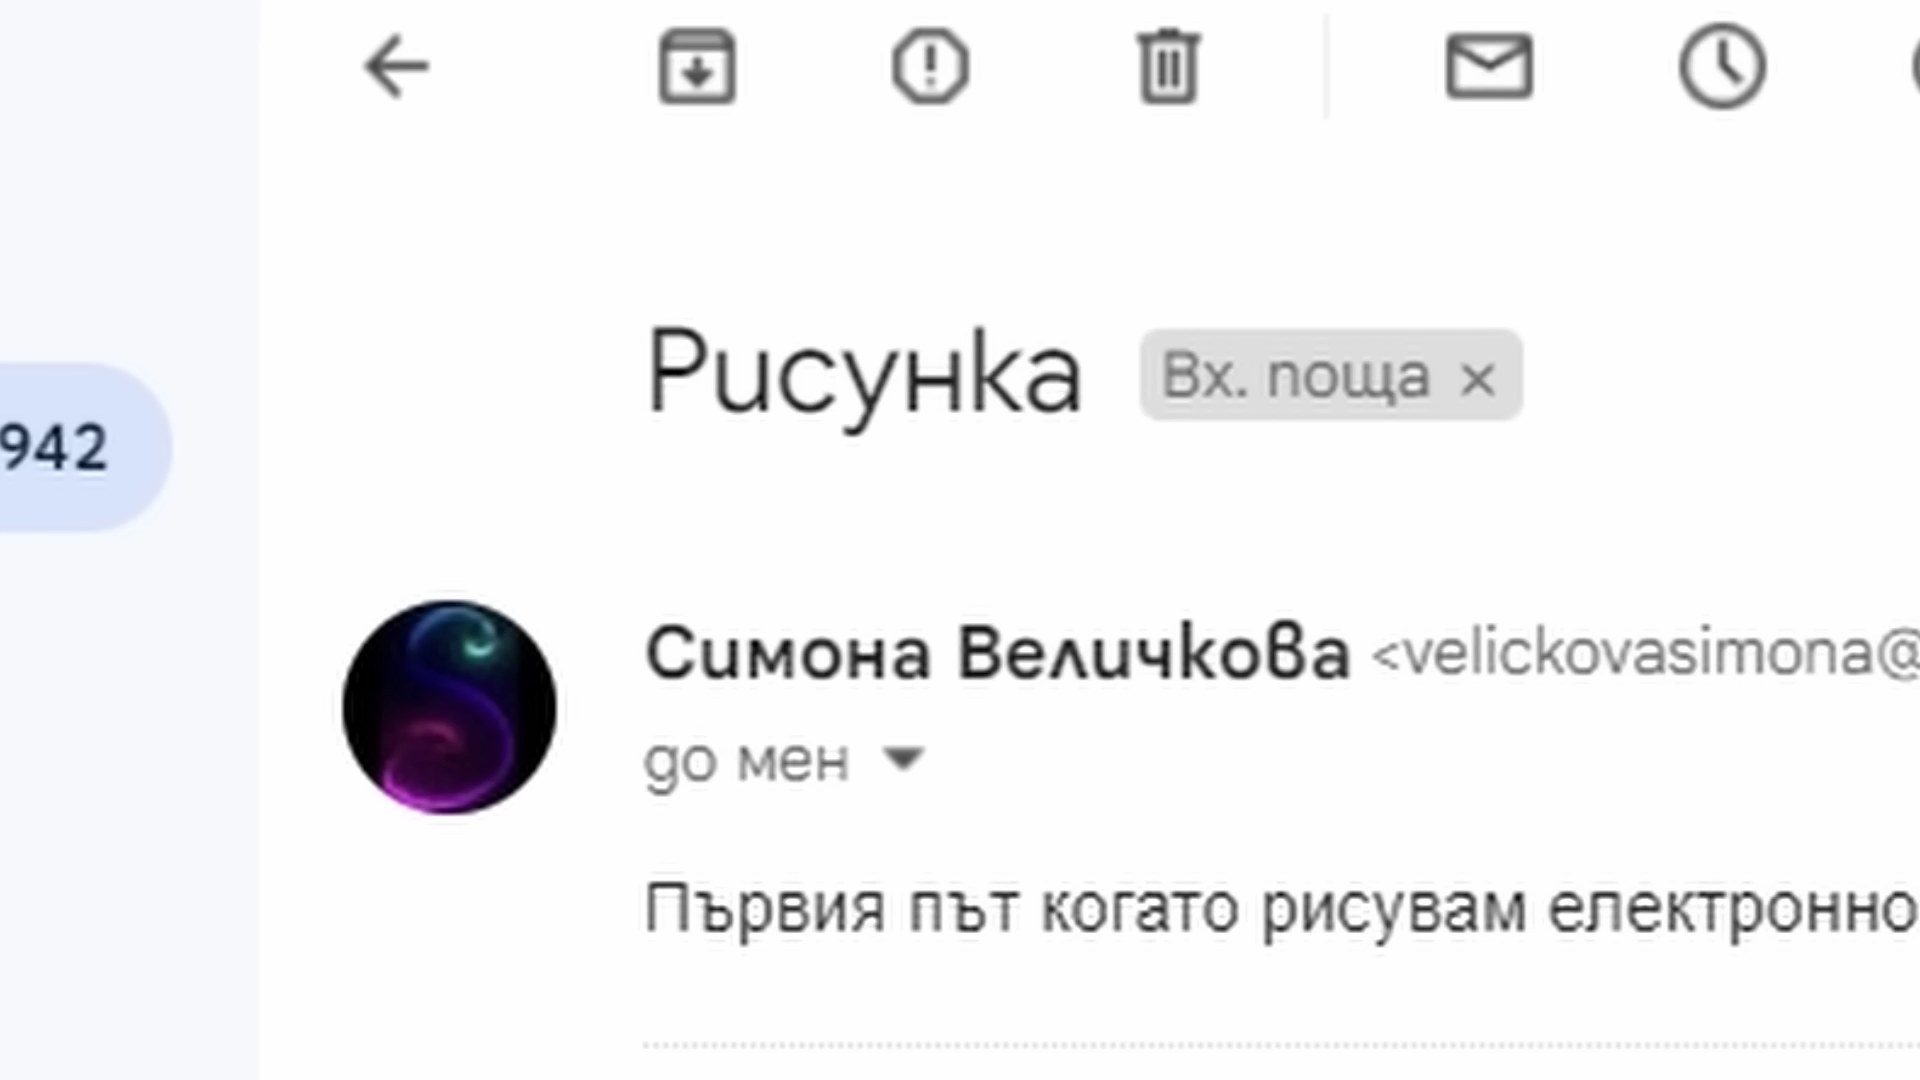 Рисунка Вх. поща ×
942
Симона Величкова <velickovasimona@
до мен
Първия път когато рисувам електронно